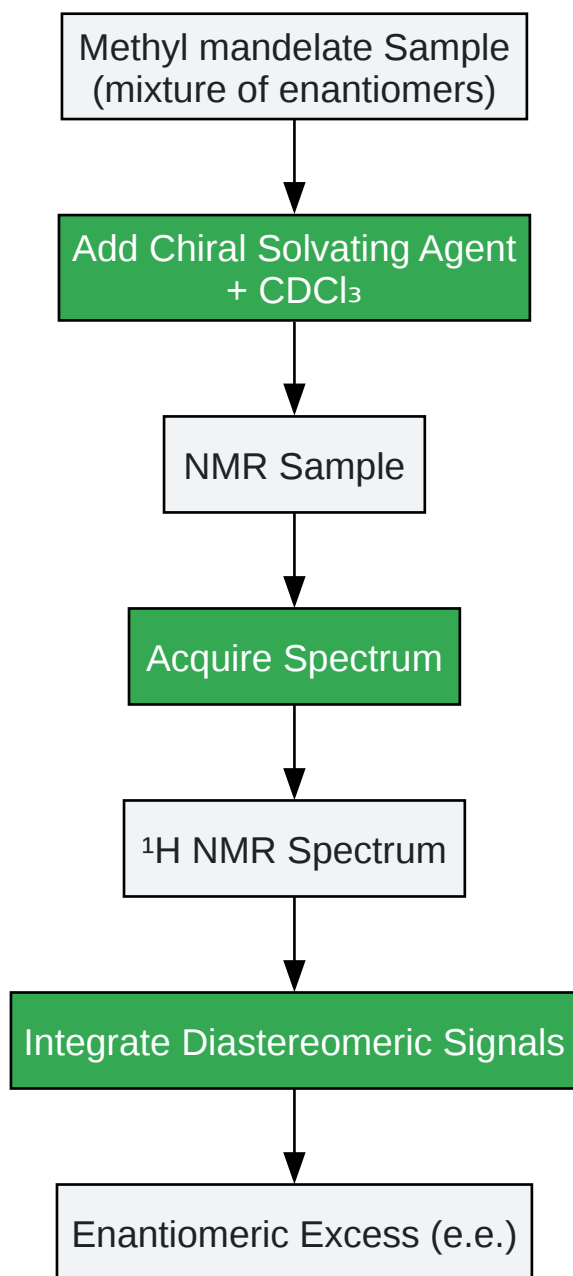 Methyl mandelate Sample
(mixture of enantiomers)
Add Chiral Solvating Agent
+ CDCl₃
NMR Sample
Acquire Spectrum
¹H NMR Spectrum
Integrate Diastereomeric Signals
Enantiomeric Excess (e.e.)